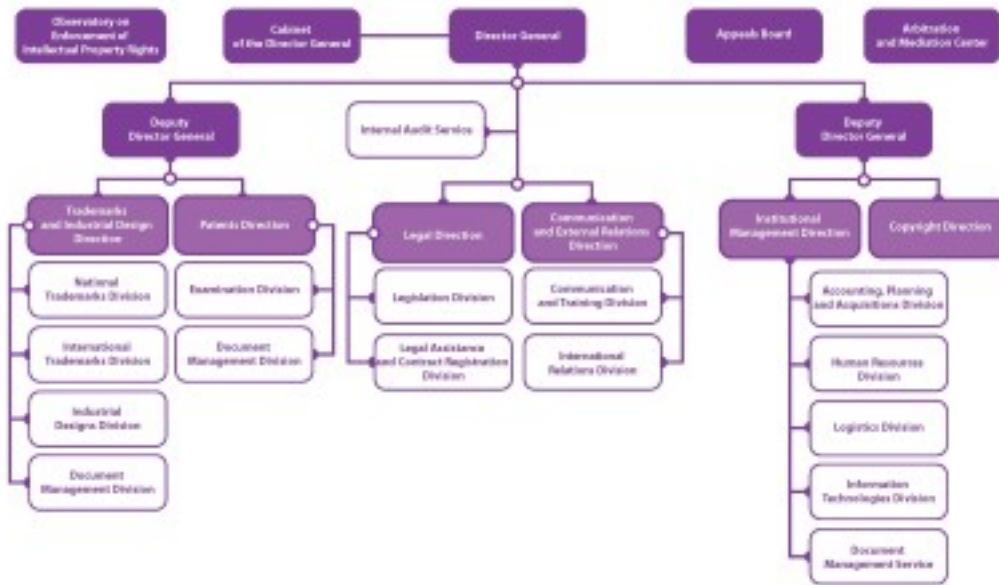 Observatory on
Enforcement of
Intellectual Property Rights
Cabinet
of the Director General
Director General
Appeals Board
Arbitration
and Mediation Center
Deputy
Director General
Internal Audit Service
Deputy
Director General
Trademarks
and Industrial Design
Direction
Patents Direction
Legal Direction
Communication
and External Relations
Direction
Institutional
Management Direction
Copyright Direction
National
Trademarks Division
Examination Division
Legislation Division
Communication
and Training Division
Accounting, Planning
and Acquisitions Division
International
Trademarks Division
Document
Management Division
Legal Assistance
and Contract Registration
Division
International
Relations Division
Human Resources
Division
Industrial
Designs Division
Logistics Division
Document
Management Division
Information
Technologies Division
Document
Management Service